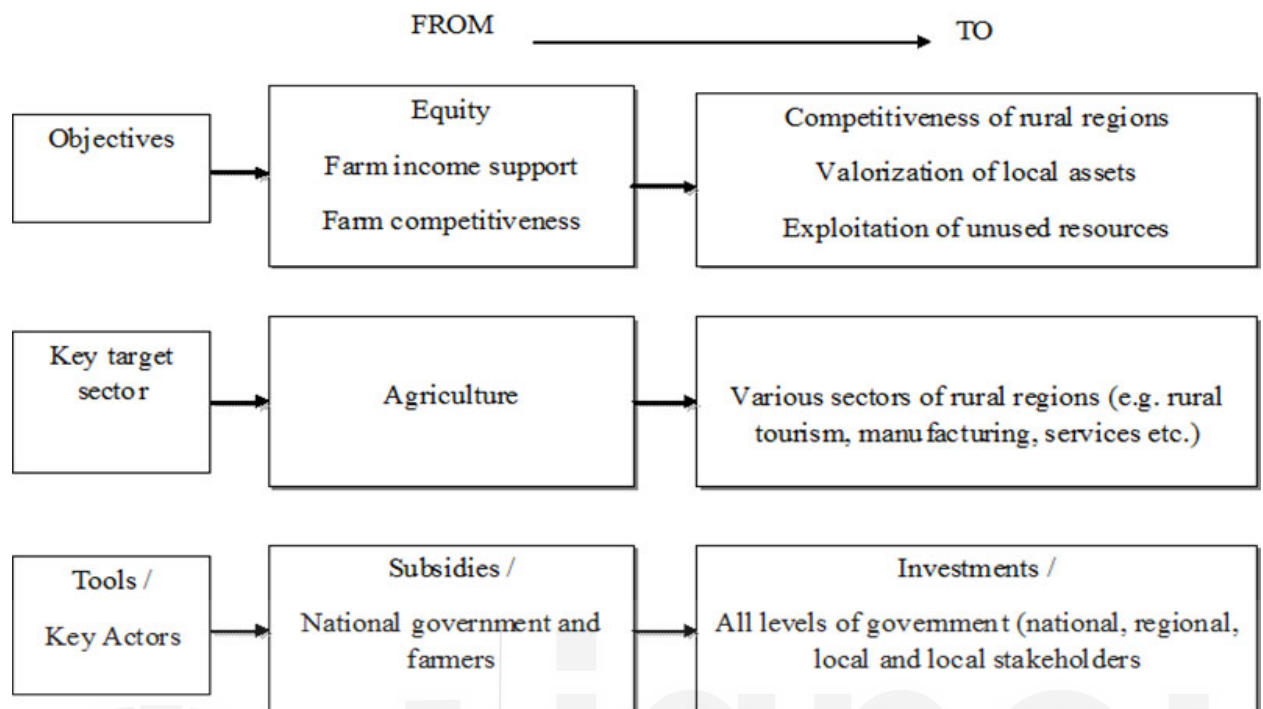 FROM TO
Objectives
Equity
Farm income support
Farm competitiveness
Competitiveness of rural regions
Valorization of local assets
Exploitation of unused resources
Key target
sector
Agriculture
Various sectors of rural regions (e.g. rural
tourism, manufacturing, services etc.)
Tools /
Key Actors
Subsidies /
National government and
farmers
Investments /
All levels of government (national, regional,
local and local stakeholders